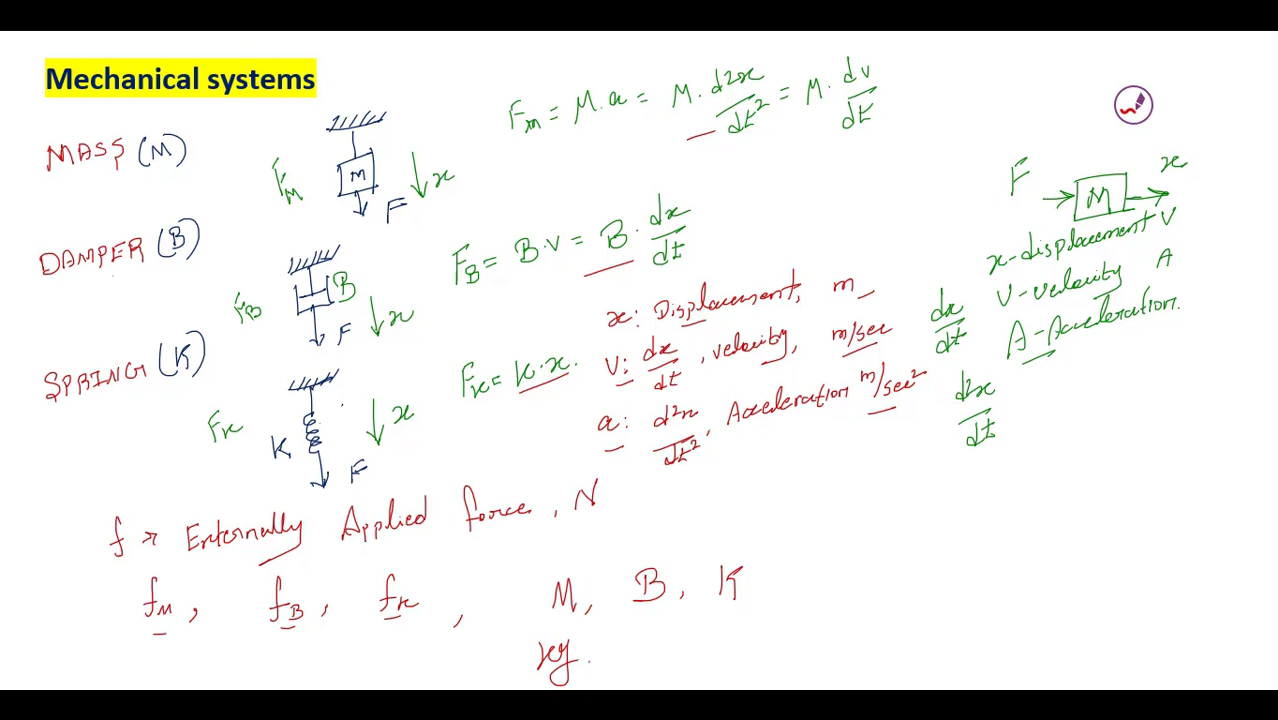 Mechanical systems
MASS (M)
F_M
M
F
x
F_m = M.a = M. d2x/dt² = M. dv/dt
DAMPER (B)
F_B
B
F
x
F_B = B.v = B. dx/dt
SPRING (K)
F_K
K
F
x
F_K = K.x.
x: Displacement, m
v: dx/dt, velocity, m/sec
a: d²x/dt², Acceleration m/sec²
F
M
x
x-displacement V
dx/dt V-velocity A
A-Acceleration.
d2x/dt
f → Externally Applied force, N
f_M, f_B, f_K, M, B, K
kg.